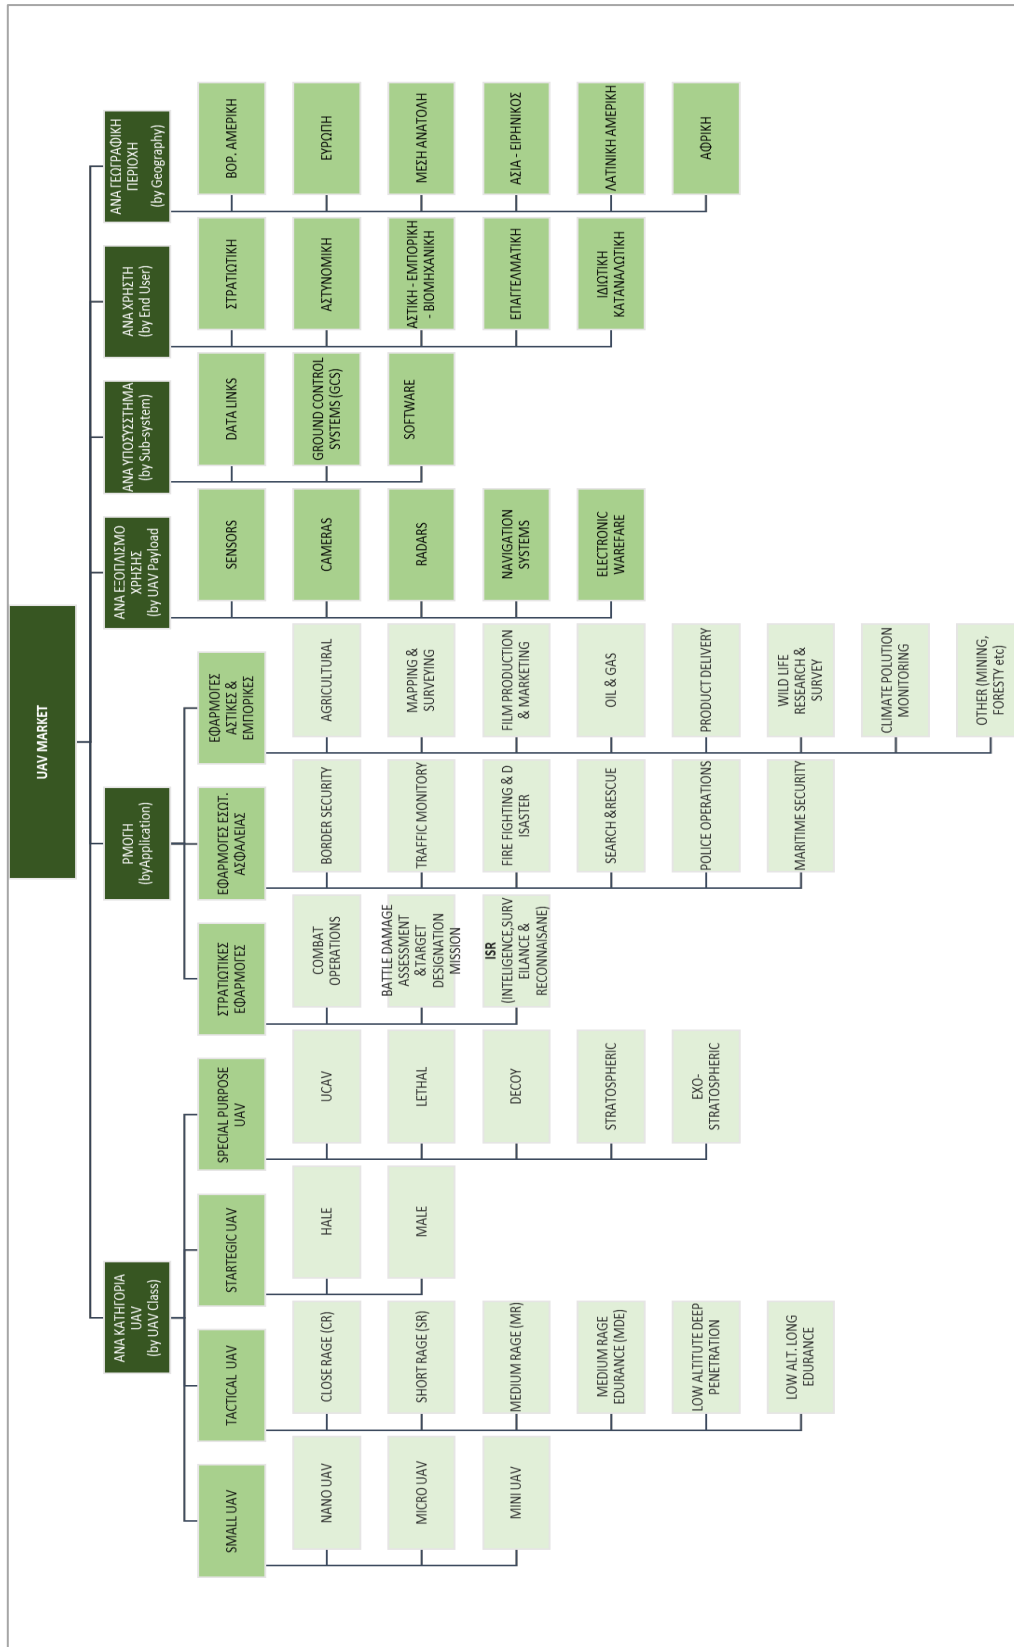 UAV MARKET
ΑΝΑ ΚΑΤΗΓΟΡΙΑ
UAV
(by UAV Class)
SMALL UAV
NANO UAV
MICRO UAV
MINI UAV
TACTICAL UAV
CLOSE RAGE (CR)
SHORT RAGE (SR)
MEDIUM RAGE (MR)
MEDIUM RAGE
EDURANCE (MDE)
LOW ALTITUTE DEEP
PENETRATION
LOW ALT. LONG
EDURANCE
STARTEGIC UAV
HALE
MALE
SPECIAL PURPOSE
UAV
UCAV
LETHAL
DECOY
STRATOSPHERIC
EXO-
STRATOSPHERIC
ΡΜΟΓΗ
(byApplication)
ΣΤΡΑΤΙΩΤΙΚΕΣ
ΕΦΑΡΜΟΓΕΣ
COMBAT
OPERATIONS
BATTLE DAMAGE
ASSESSMENT
&TARGET
DESIGNATION
MISSION
ISR
(INTELIGENCE,SURV
EILANCE &
RECONNAISANE)
ΕΦΑΡΜΟΓΕΣ ΕΣΩΤ.
ΑΣΦΑΛΕΙΑΣ
BORDER SECURITY
TRAFFIC MONITORY
FIRE FIGHTING & D
ISASTER
SEARCH &RESCUE
POLICE OPERATIONS
MARITIME SECURITY
ΕΦΑΡΜΟΓΕΣ
ΑΣΤΙΚΕΣ &
ΕΜΠΟΡΙΚΕΣ
AGRICULTURAL
MAPPING &
SURVEYING
FILM PRODUCTION
& MARKETING
OIL & GAS
PRODUCT DELIVERY
WILD LIFE
RESEARCH &
SURVEY
CLIMATE POLUTION
MONITORING
OTHER (MINING,
FORESTY etc)
ΑΝΑ ΕΞΟΠΛΙΣΜΟ
ΧΡΗΣΗΣ
(by UAV Payload
SENSORS
CAMERAS
RADARS
NAVIGATION
SYSTEMS
ELECTRONIC
WAREFARE
ΑΝΑ ΥΠΟΣΥΣΣΤΗΜΑ
(by Sub-system)
DATA LINKS
GROUND CONTROL
SYSTEMS (GCS)
SOFTWARE
ΑΝΑ ΧΡΗΣΤΗ
(by End User)
ΣΤΡΑΤΙΩΤΙΚΗ
ΑΣΤΥΝΟΜΙΚΗ
ΑΣΤΙΚΗ - ΕΜΠΟΡΙΚΗ
- ΒΙΟΜΗΧΑΝΙΚΗ
ΕΠΑΓΓΕΛΜΑΤΙΚΗ
ΙΔΙΩΤΙΚΗ
ΚΑΤΑΝΑΛΩΤΙΚΗ
ΑΝΑ ΓΕΩΓΡΑΦΙΚΗ
ΠΕΡΙΟΧΗ
(by Geography)
ΒΟΡ. ΑΜΕΡΙΚΗ
ΕΥΡΩΠΗ
ΜΕΣΗ ΑΝΑΤΟΛΗ
ΑΣΙΑ - ΕΙΡΗΝΙΚΟΣ
ΛΑΤΙΝΙΚΗ ΑΜΕΡΙΚΗ
ΑΦΡΙΚΗ